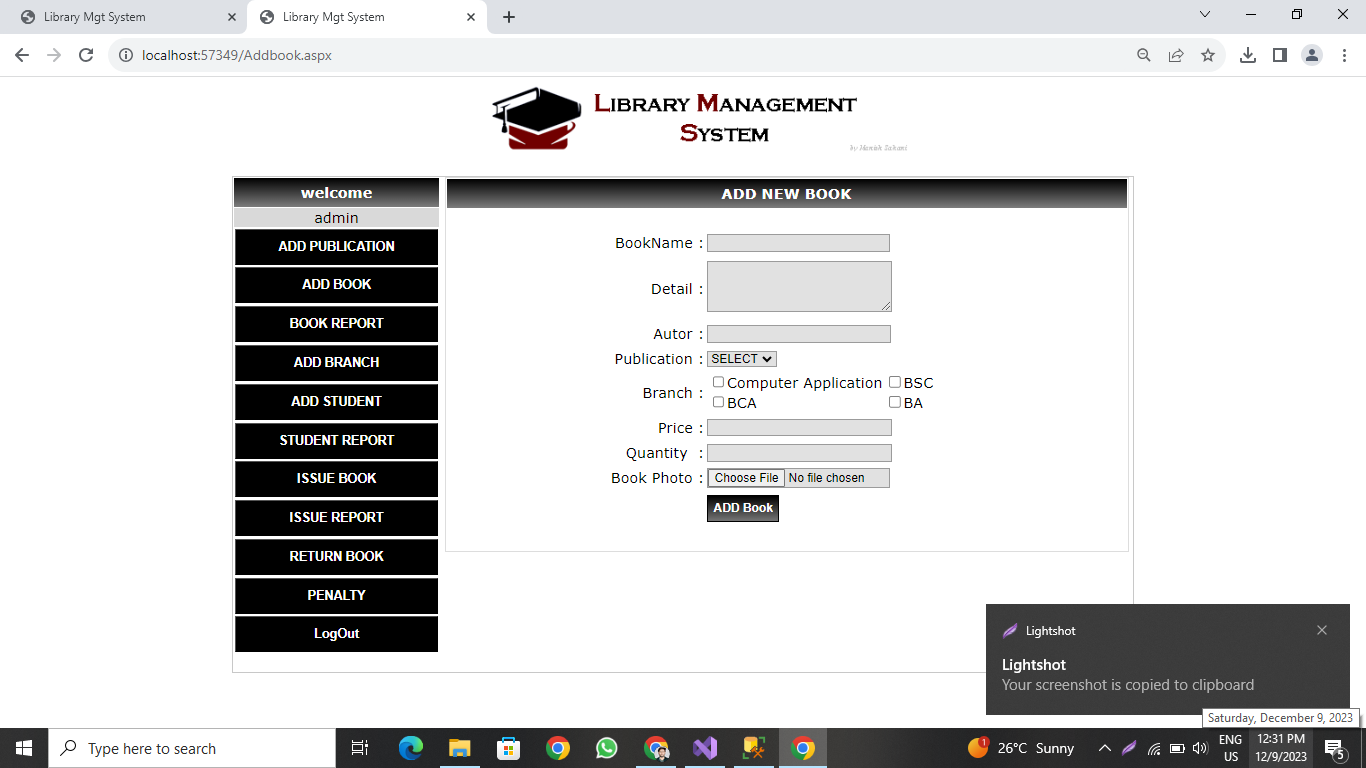 Library Mgt System
Library Mgt System
localhost:57349/Addbook.aspx
LIBRARY MANAGEMENT
SYSTEM
welcome
admin
ADD PUBLICATION
ADD BOOK
BOOK REPORT
ADD BRANCH
ADD STUDENT
STUDENT REPORT
ISSUE BOOK
ISSUE REPORT
RETURN BOOK
PENALTY
LogOut
ADD NEW BOOK
BookName :
Detail :
Autor :
Publication : SELECT
Branch : Computer Application BSC
BCA BA
Price :
Quantity :
Book Photo : Choose File No file chosen
ADD Book
Lightshot
Lightshot
Your screenshot is copied to clipboard
Saturday, December 9, 2023
Type here to search
1
26°C Sunny
ENG
US
12:31 PM
12/9/2023
5